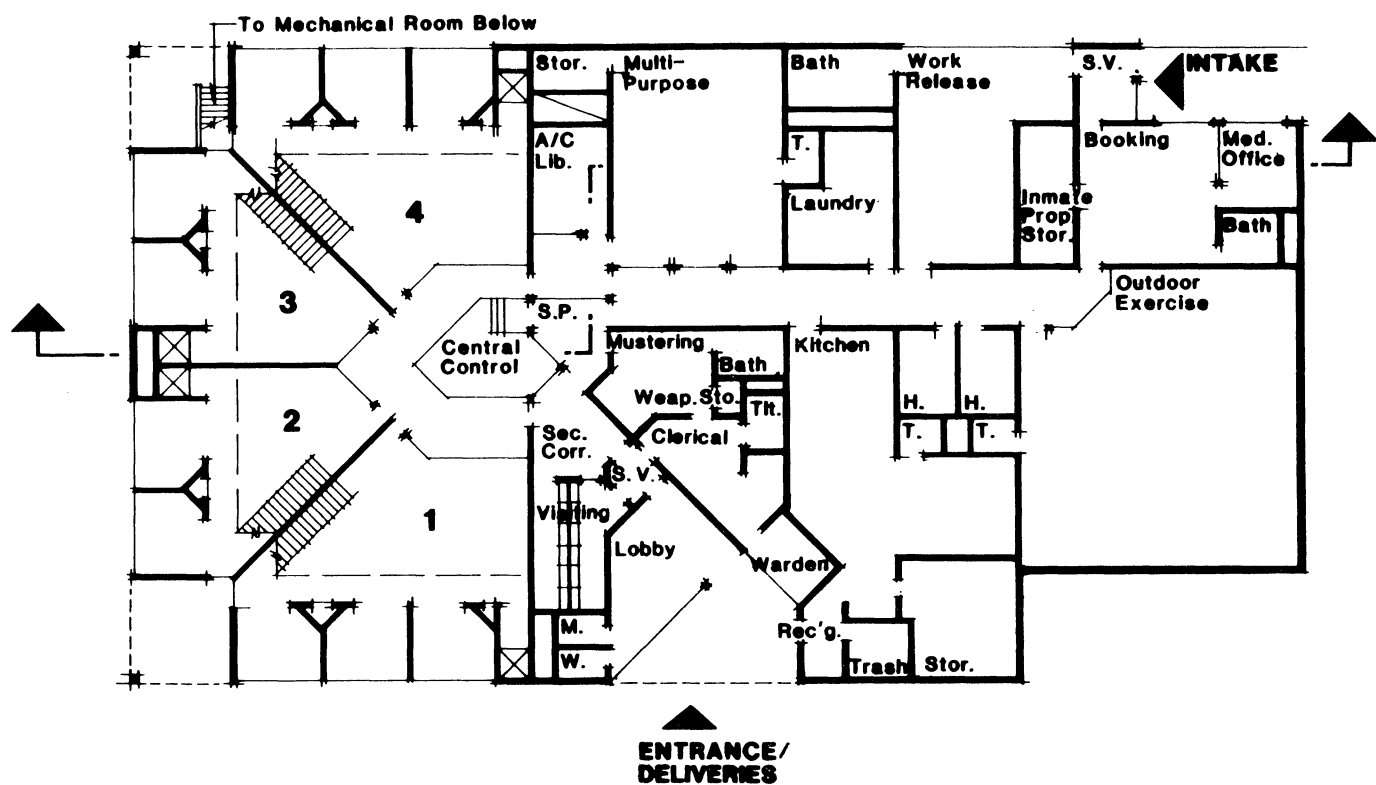 To Mechanical Room Below
Stor.
Multi-
Purpose
Bath
Work
Release
S.V.
INTAKE
A/C
Lib.
T.
Booking
Med.
Office
4
Laundry
Inmate
Prop.
Stor.
Bath
3
S.P.
Outdoor
Exercise
Central
Control
Mustering
Kitchen
Bath
Weap. Sto.
Tlt.
H.
H.
2
Sec.
Corr.
Clerical
T.
T.
S.V.
1
Visiting
Lobby
Warden
M.
Rec'g.
W.
Trash
Stor.
ENTRANCE/
DELIVERIES